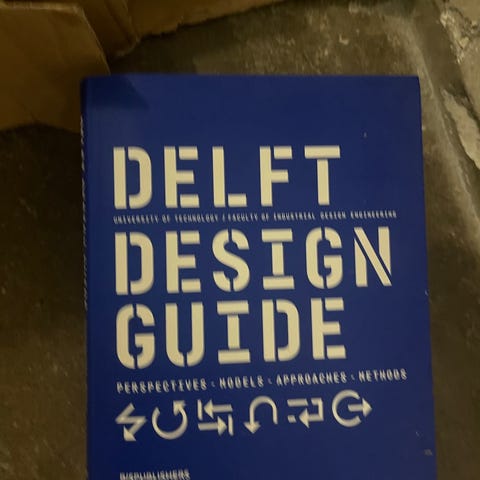 DELFT
UNIVERSITY OF TECHNOLOGY / FACULTY OF INDUSTRIAL DESIGN ENGINEERING
DESIGN
GUIDE
PERSPECTIVES - MODELS - APPROACHES - METHODS
BISPUBLISHERS